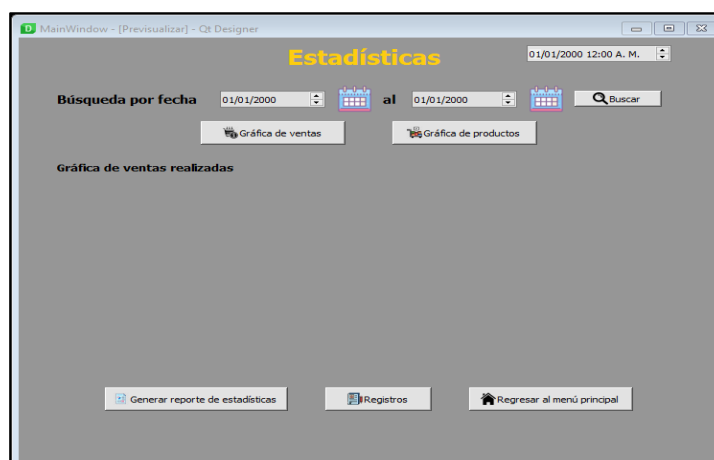 MainWindow - [Previsualizar] - Qt Designer
Estadísticas
01/01/2000 12:00 A. M.
Búsqueda por fecha 01/01/2000 al 01/01/2000 Buscar
Gráfica de ventas Gráfica de productos
Gráfica de ventas realizadas
Generar reporte de estadísticas Registros Regresar al menú principal